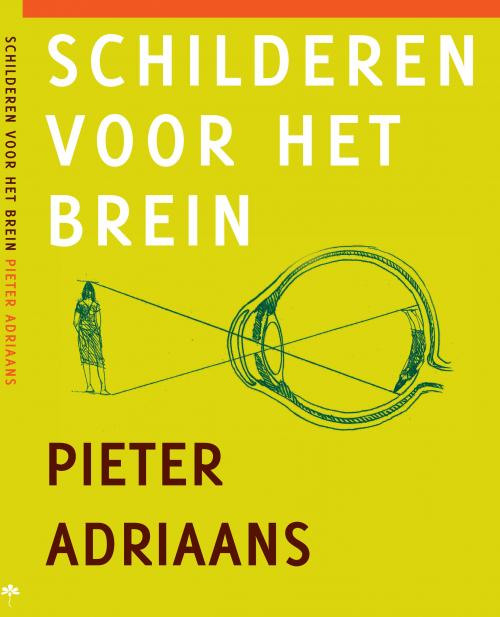 SCHILDEREN VOOR HET BREIN PIETER ADRIAANS
SCHILDEREN
VOOR HET
BREIN
PIETER
ADRIAANS